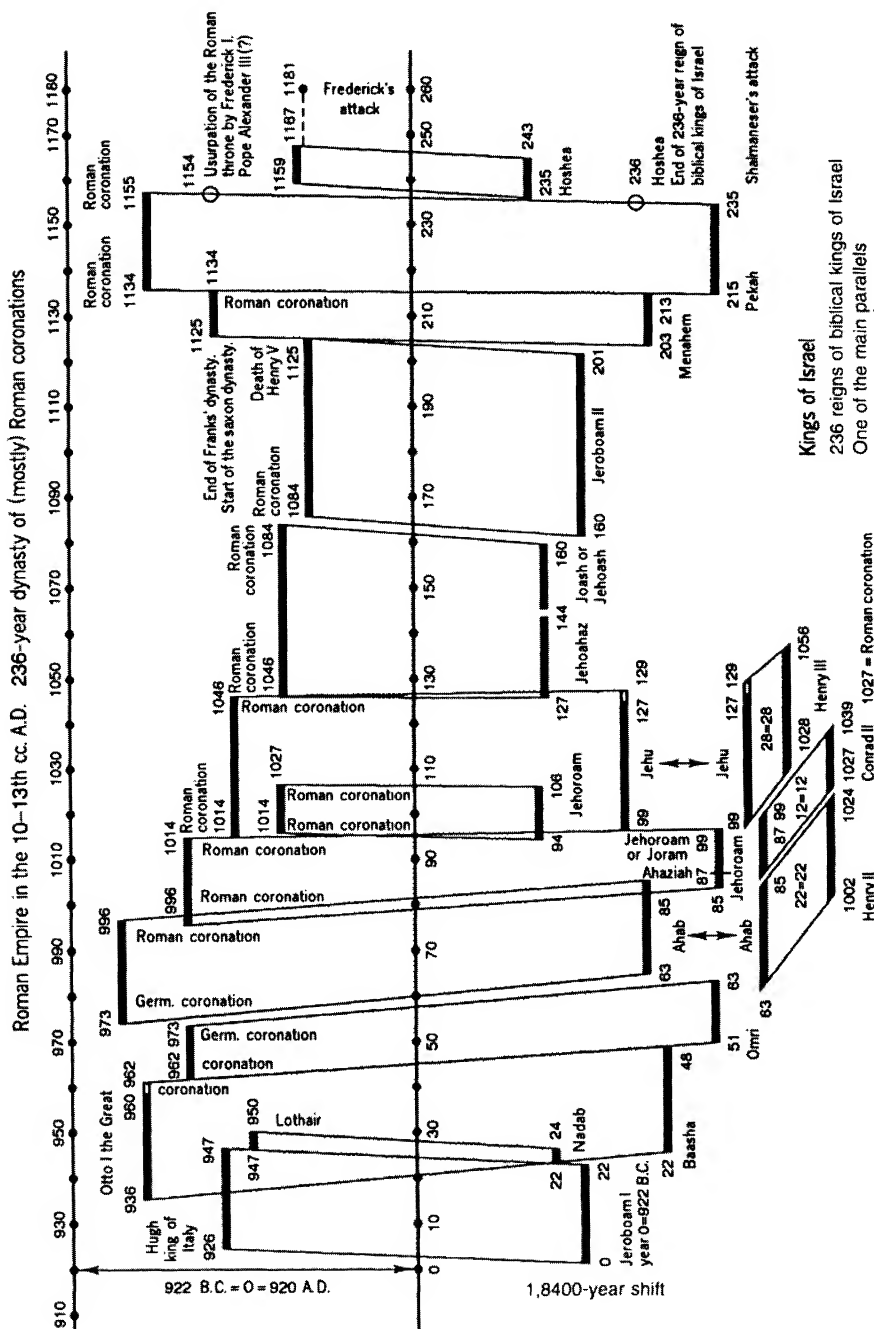 Roman Empire in the 10–13th cc. A.D. 236-year dynasty of (mostly) Roman coronations
910
930
950
970
990
1010
1030
1050
1070
1090
1110
1130
1150
1170
1180
922 B.C. = 0 = 920 A.D.
1,8400-year shift
Hugh
king of
Italy
926
947
947
950
Lothair
Otto I the Great
936
960
962
coronation
962
973
coronation
Germ. coronation
973
996
Germ. coronation
Roman coronation
996
1014
Roman coronation
Roman coronation
Roman
coronation
1014
1014
1027
Roman coronation
Roman coronation
1046
Roman coronation
Roman
coronation
1046
1084
Roman
coronation
Roman
coronation
1084
1125
Death of
Henry V
End of Franks' dynasty.
Start of the saxon dynasty.
1125
1134
Roman coronation
Roman
coronation
1134
Roman
coronation
1155
1154
Usurpation of the Roman
throne by Frederick I.
Pope Alexander III(?)
1159
1167
1181
Frederick's
attack
0
10
30
50
70
90
110
130
150
170
190
210
230
250
260
0
22
Jeroboam I
year 0=922 B.C.
22
24
Nadab
22
48
Baasha
51
63
Omri
63
85
Ahab
Ahab
63
85
22=22
1002
1024
Henry II
85
87
99
Ahaziah
Jehoroam
or Joram
Jehoroam
87
99
12=12
1027
1039
Conrad II
1027 = Roman coronation
94
106
Jehoroam
99
127
129
Jehu
Jehu
99
127
129
28=28
1028
1056
Henry III
127
144
Jehoahaz
160
Joash or
Jehoash
160
201
Jeroboam II
203
213
Menahem
215
235
Pekah
235
243
Hoshea
236
Hoshea
End of 236-year reign of
biblical kings of Israel
Shalmaneser's attack
Kings of Israel
236 reigns of biblical kings of Israel
One of the main parallels